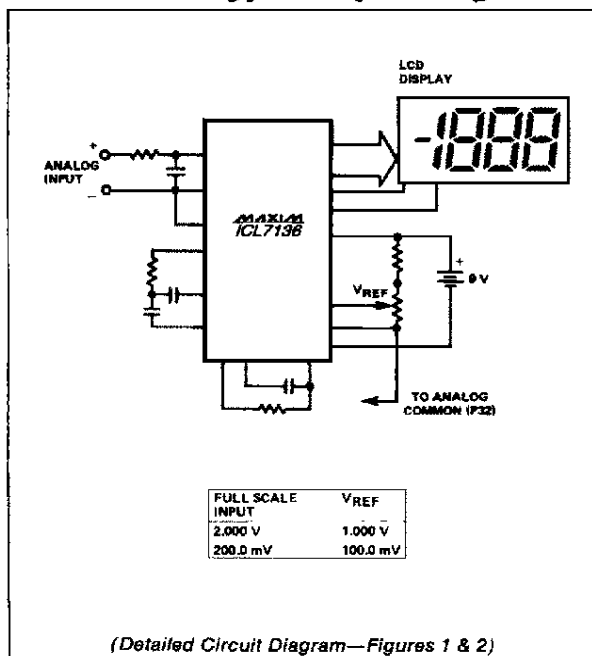 LCD
DISPLAY
-1888
+
ANALOG
INPUT
–
MAXIM
ICL7136
+
9 V
VREF
TO ANALOG
COMMON (P32)
FULL SCALE INPUT VREF
2.000 V 1.000 V
200.0 mV 100.0 mV
(Detailed Circuit Diagram—Figures 1 & 2)